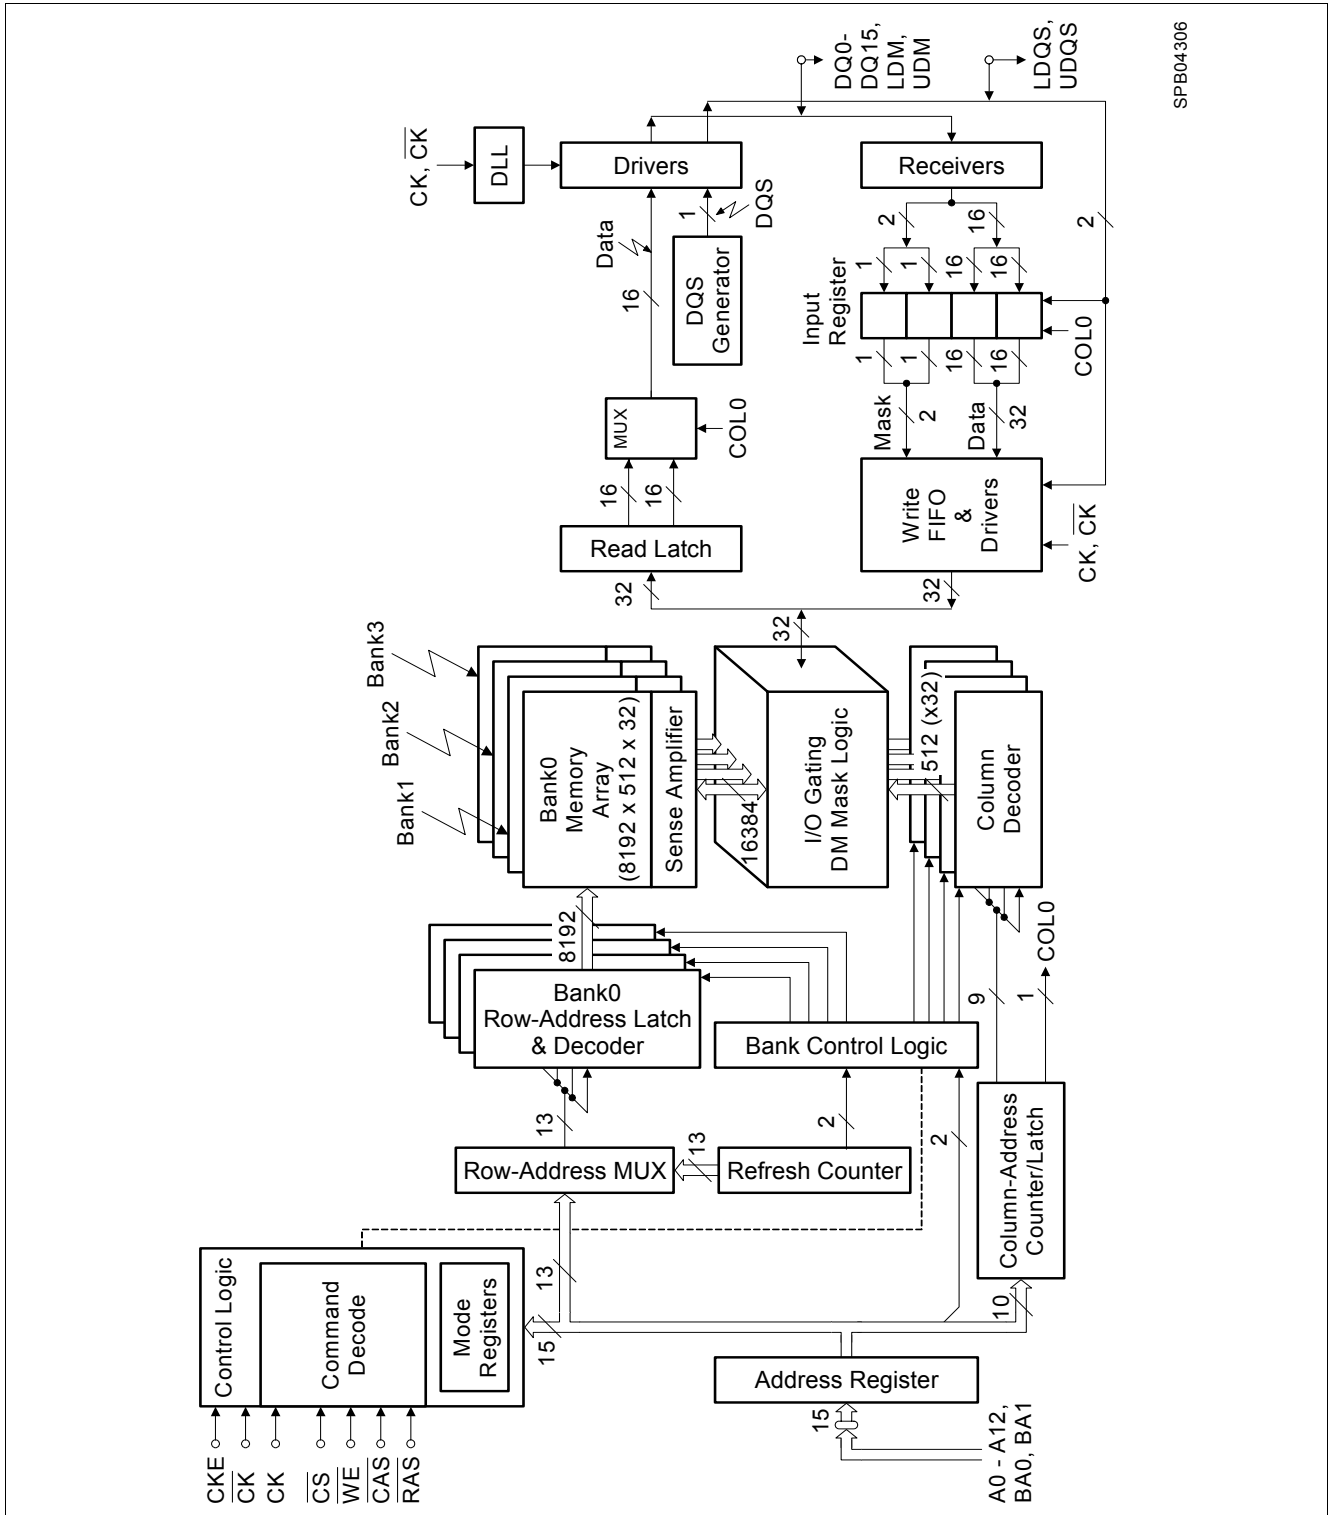 SPB04306
DQ0-
DQ15,
LDM,
UDM
LDQS,
UDQS
CK, CK
DLL
Drivers
Receivers
Data
16
1
DQS
DQS
Generator
2
16
2
1
1
16
16
Input
Register
1
1
16
16
COL0
MUX
COL0
Mask
2
Data
32
16
16
Read Latch
Write
FIFO
&
Drivers
CK, CK
32
32
32
Bank3
Bank2
Bank1
Bank0
Memory
Array
(8192 x 512 x 32)
Sense Amplifier
16384
I/O Gating
DM Mask Logic
512 (x32)
Column
Decoder
8192
Bank0
Row-Address Latch
& Decoder
Bank Control Logic
9
1
COL0
13
2
2
Row-Address MUX
13
Refresh Counter
Column-Address
Counter/Latch
Control Logic
Command
Decode
Mode
Registers
13
15
10
Address Register
15
CKE
CK
CK
CS
WE
CAS
RAS
A0 - A12,
BA0, BA1